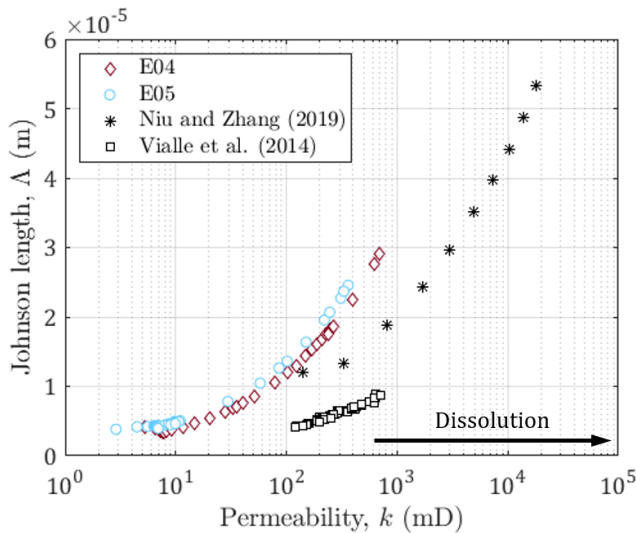 ×10⁻⁵
6
5
4
3
2
1
0
Johnson length, Λ (m)
E04
E05
Niu and Zhang (2019)
Vialle et al. (2014)
Dissolution
10⁰ 10¹ 10² 10³ 10⁴ 10⁵
Permeability, k (mD)